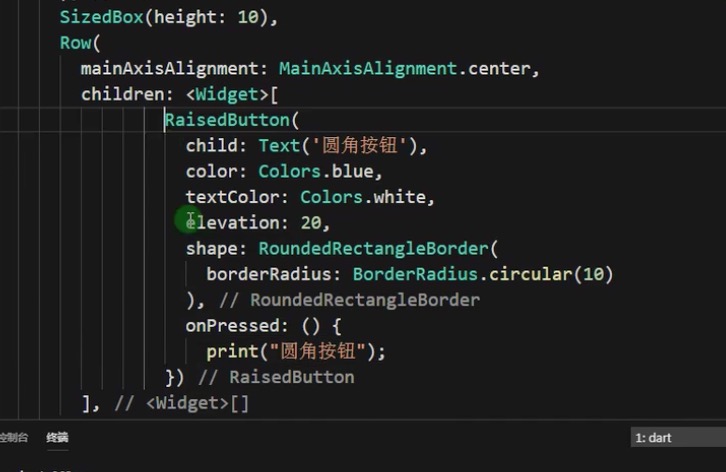 SizedBox(height: 10),
Row(
mainAxisAlignment: MainAxisAlignment.center,
children: <Widget>[
RaisedButton(
child: Text('圆角按钮'),
color: Colors.blue,
textColor: Colors.white,
elevation: 20,
shape: RoundedRectangleBorder(
borderRadius: BorderRadius.circular(10)
), // RoundedRectangleBorder
onPressed: () {
print("圆角按钮");
}) // RaisedButton
], // <Widget>[]
控制台 终端 1: dart